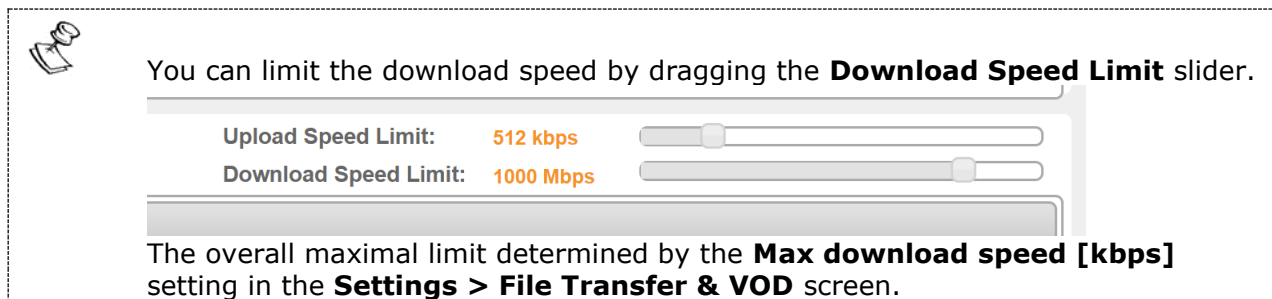 You can limit the download speed by dragging the Download Speed Limit slider.
Upload Speed Limit: 512 kbps
Download Speed Limit: 1000 Mbps
The overall maximal limit determined by the Max download speed [kbps]
setting in the Settings > File Transfer & VOD screen.